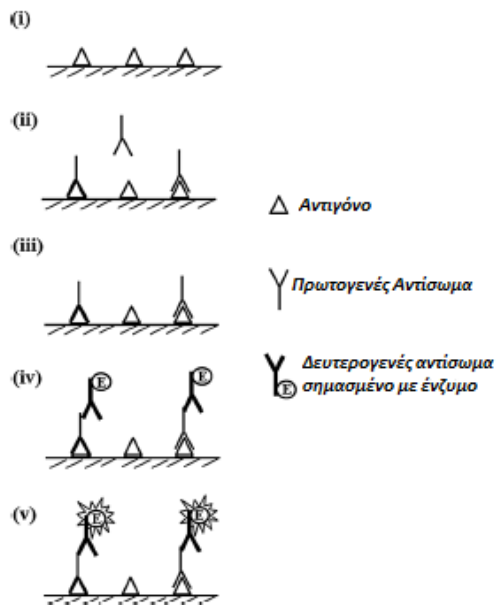 (i)
(ii)
Αντιγόνο
(iii)
Πρωτογενές Αντίσωμα
Δευτερογενές αντίσωμα
σημασμένο με ένζυμο
E
(iv)
E
E
(v)
E
E